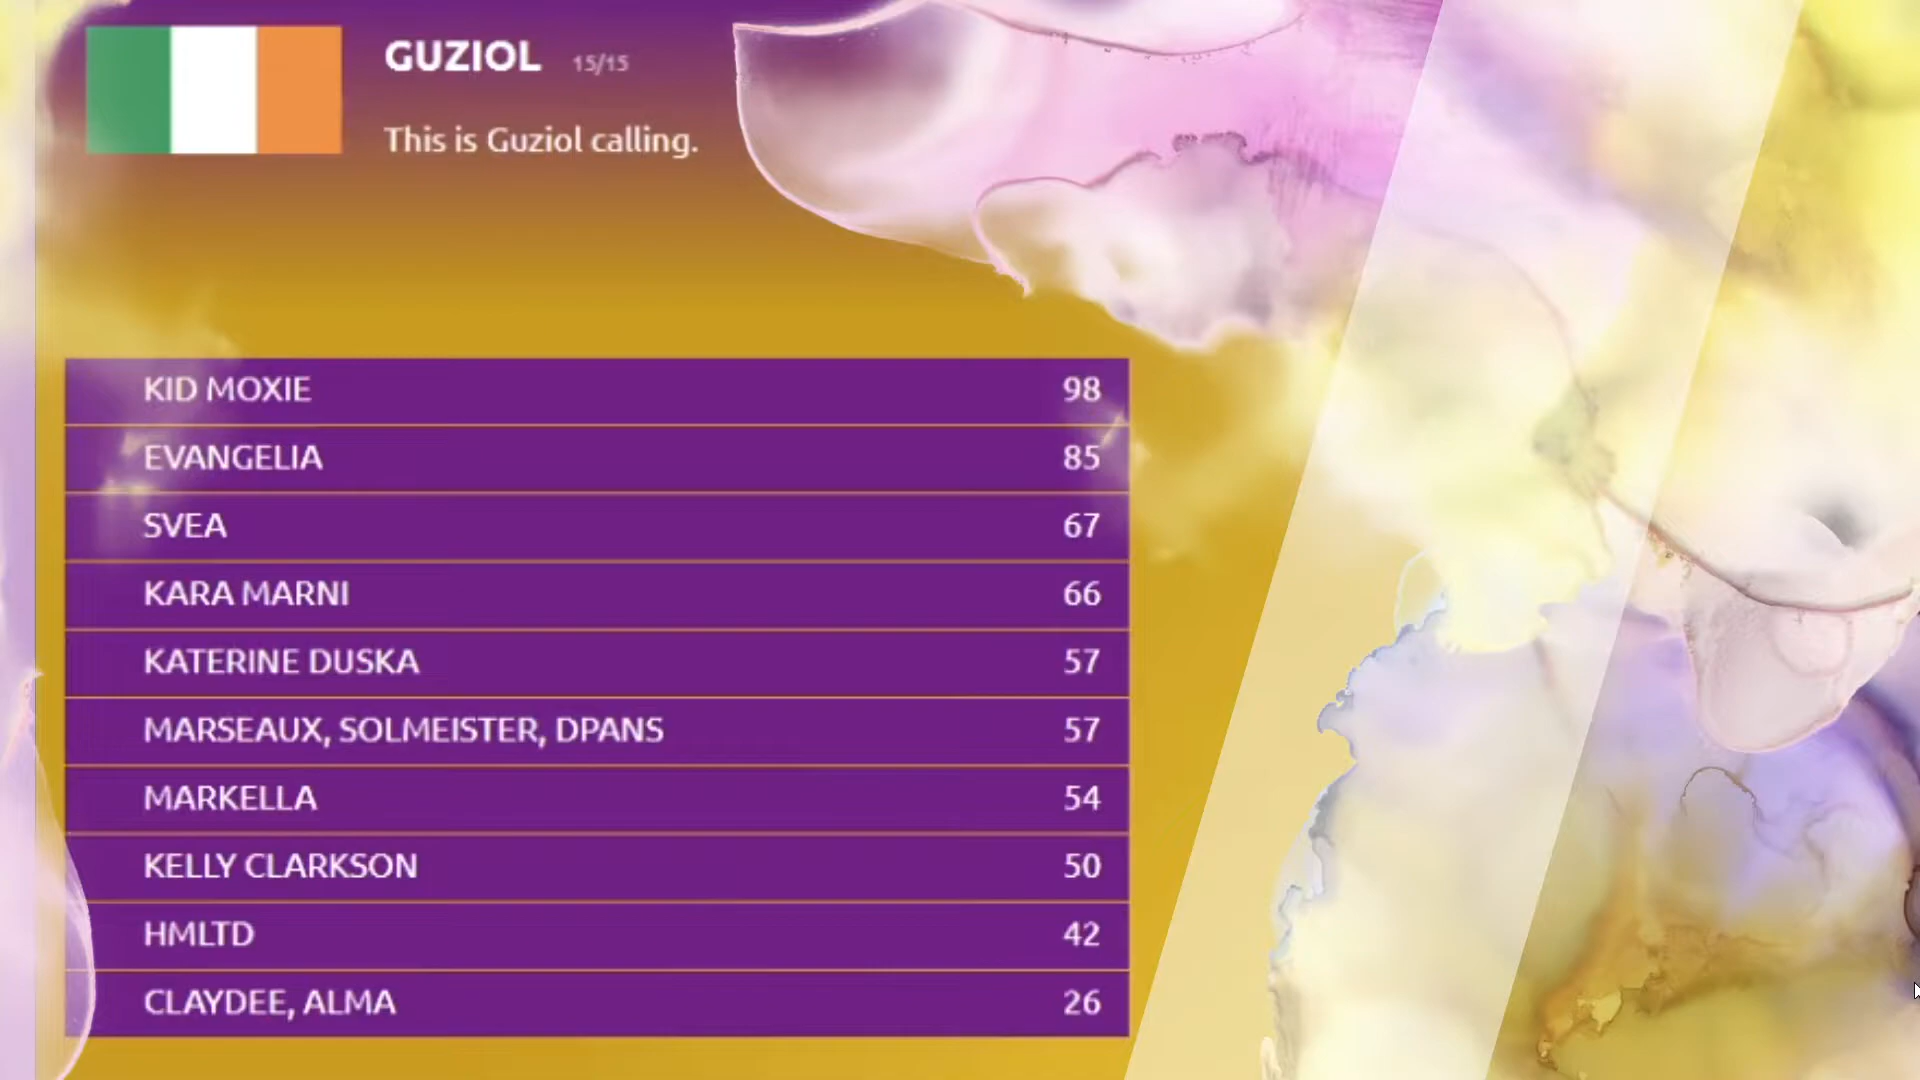 GUZIOL 15/15
This is Guziol calling.
KID MOXIE 98
EVANGELIA 85
SVEA 67
KARA MARNI 66
KATERINE DUSKA 57
MARSEAUX, SOLMEISTER, DPANS 57
MARKELLA 54
KELLY CLARKSON 50
HMLTD 42
CLAYDEE, ALMA 26